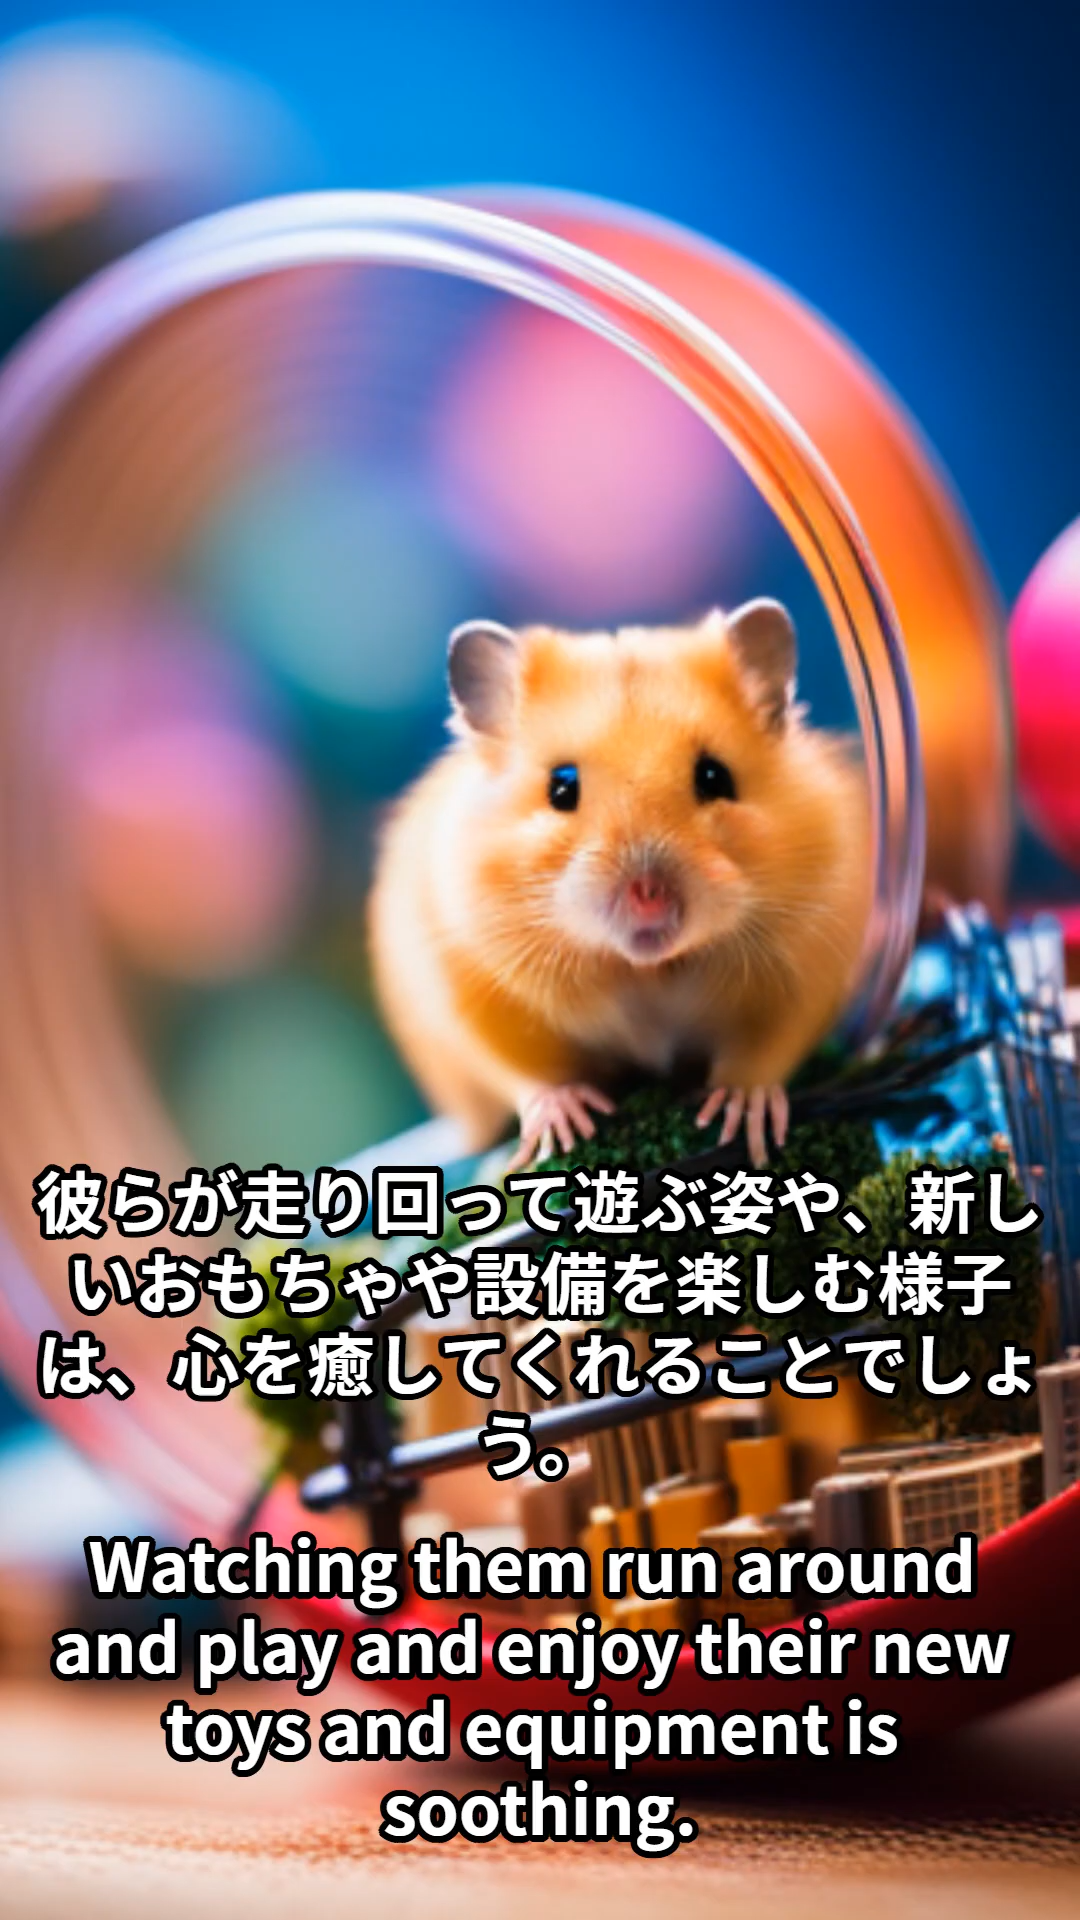 彼らが走り回って遊ぶ姿や、新し
いおもちゃや設備を楽しむ様子
は、心を癒してくれることでしょ
う。
Watching them run around
and play and enjoy their new
toys and equipment is
soothing.